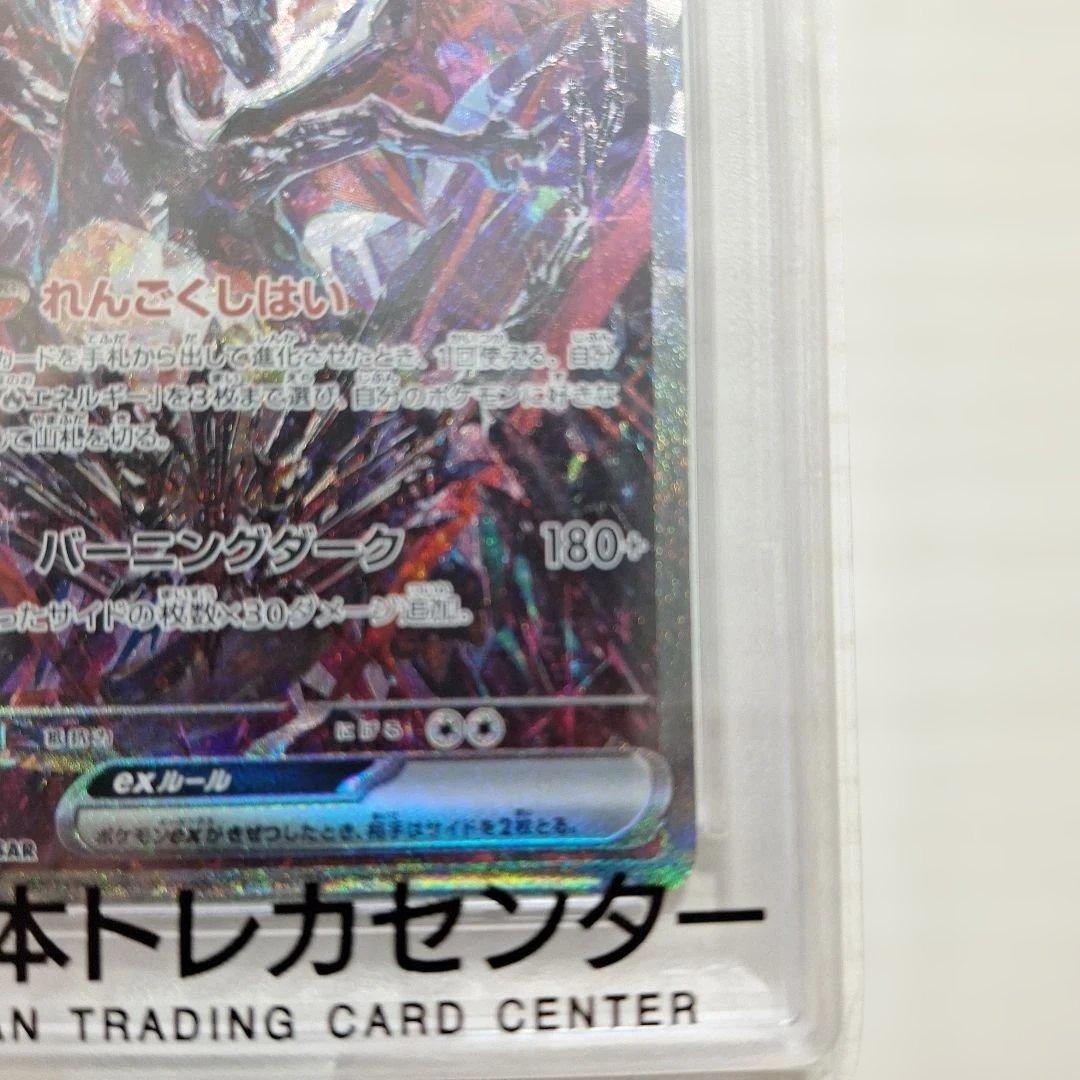 れんごくしはい
カードを手札から出して進化させたとき、1回使える。自分
エネルギー」を3枚まで選び、自分のポケモンに好きな
て山札を切る。
バーニングダーク 180+
ったサイドの枚数×30ダメージ追加。
抵抗力 にげる
exルール
ポケモンexがきぜつしたとき、相手はサイドを2枚とる。
SAR
本トレカセンター
AN TRADING CARD CENTER